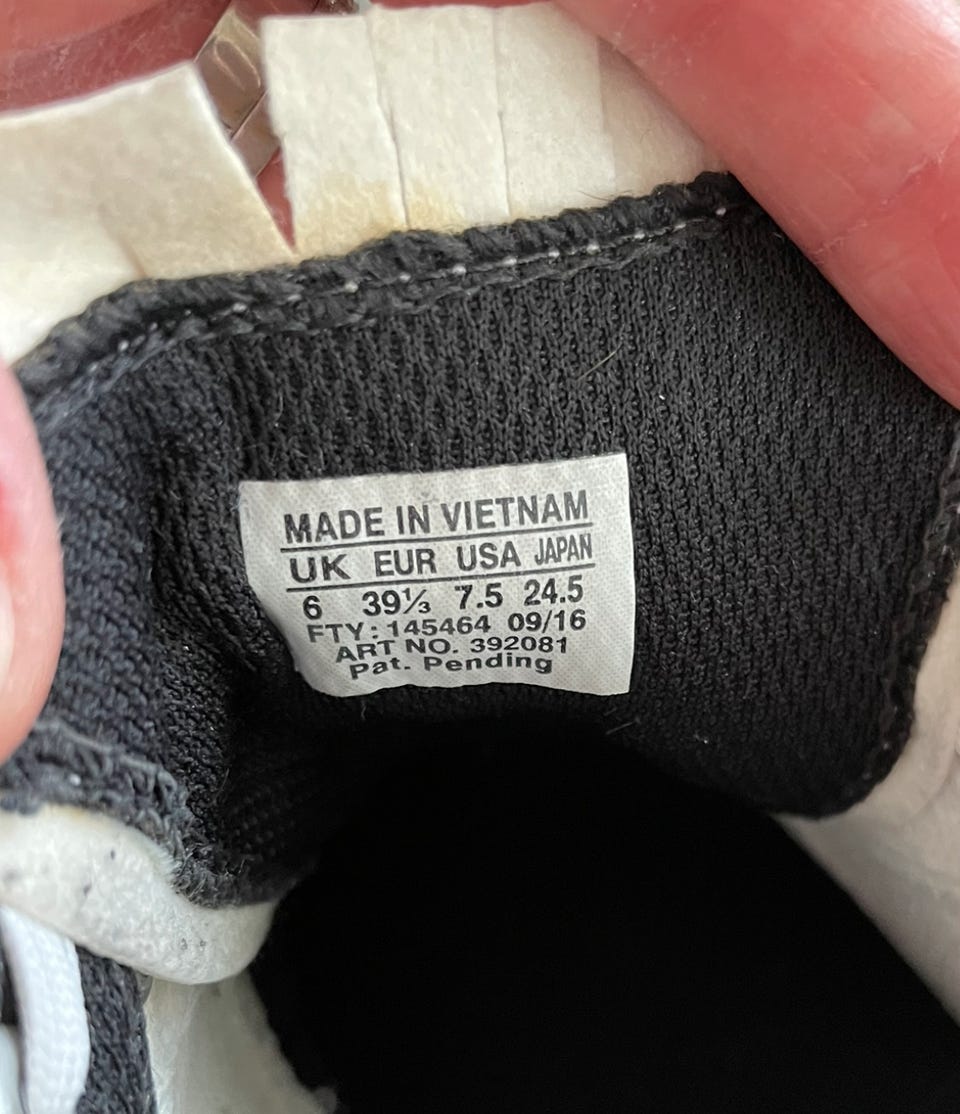 MADE IN VIETNAM
UK EUR USA JAPAN
6 39⅓ 7.5 24.5
FTY: 145464 09/16
ART NO. 392081
Pat. Pending